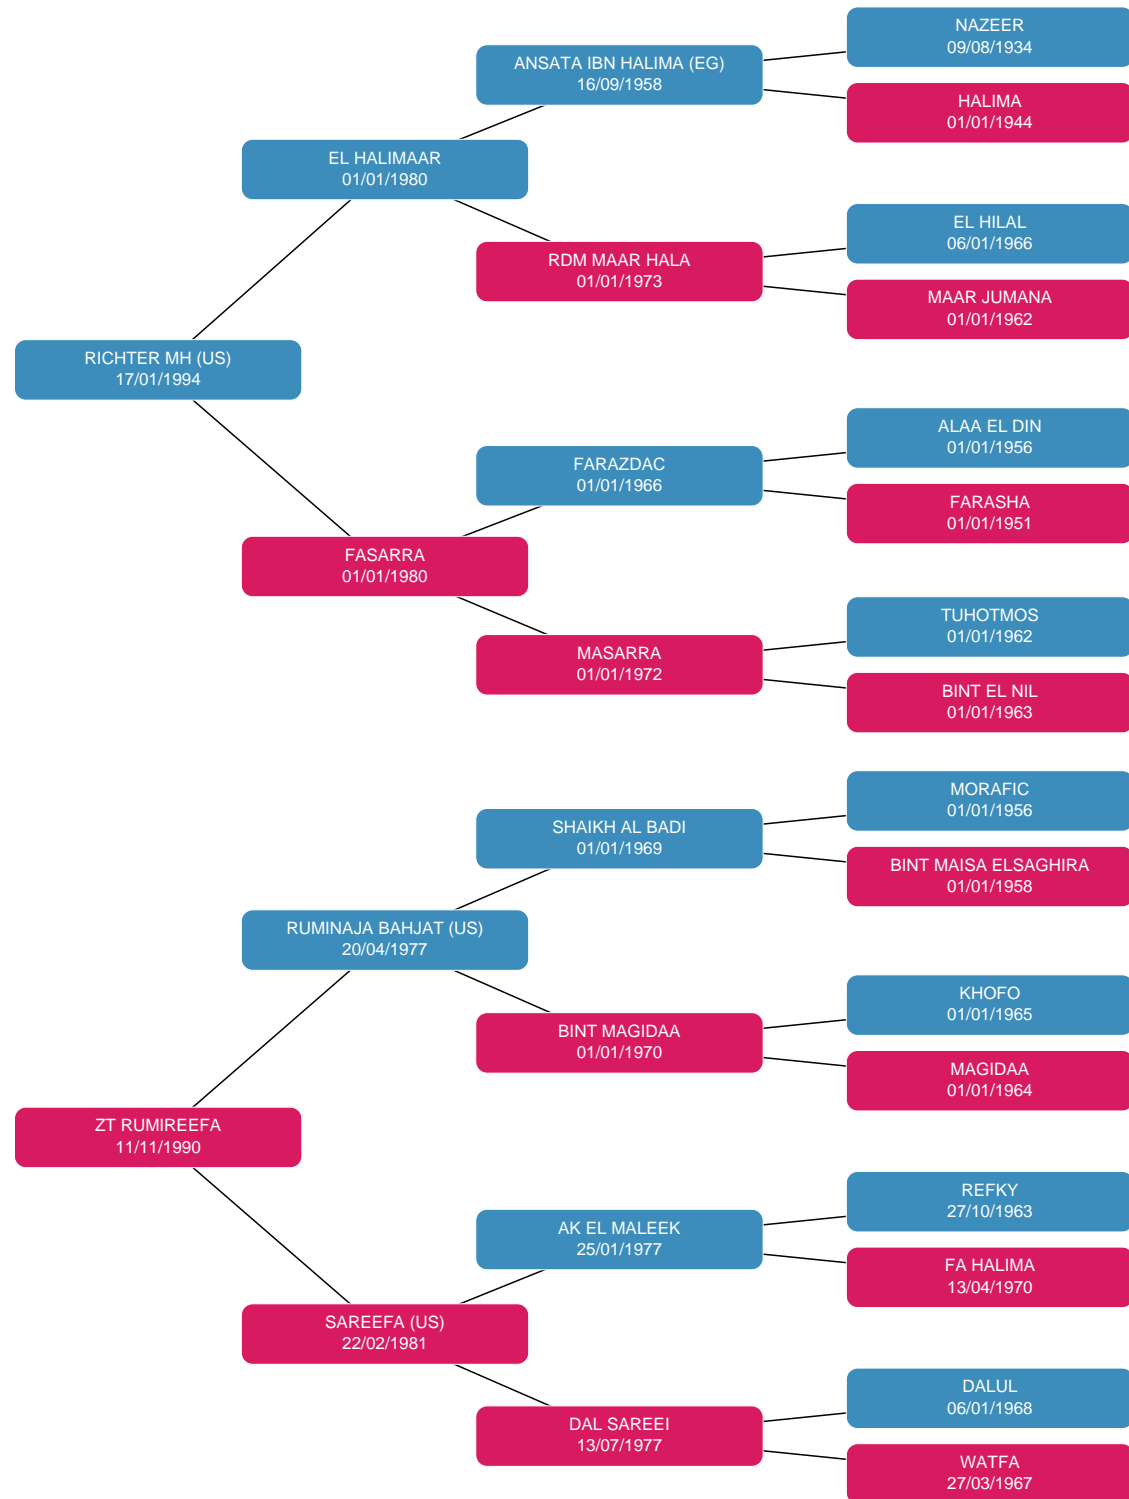 NAZEER
09/08/1934
ANSATA IBN HALIMA (EG)
16/09/1958
HALIMA
01/01/1944
EL HALIMAAR
01/01/1980
EL HILAL
06/01/1966
RDM MAAR HALA
01/01/1973
MAAR JUMANA
01/01/1962
RICHTER MH (US)
17/01/1994
ALAA EL DIN
01/01/1956
FARAZDAC
01/01/1966
FARASHA
01/01/1951
FASARRA
01/01/1980
TUHOTMOS
01/01/1962
MASARRA
01/01/1972
BINT EL NIL
01/01/1963
MORAFIC
01/01/1956
SHAIKH AL BADI
01/01/1969
BINT MAISA ELSAGHIRA
01/01/1958
RUMINAJA BAHJAT (US)
20/04/1977
KHOFO
01/01/1965
BINT MAGIDAA
01/01/1970
MAGIDAA
01/01/1964
ZT RUMIREEFA
11/11/1990
REFKY
27/10/1963
AK EL MALEEK
25/01/1977
FA HALIMA
13/04/1970
SAREEFA (US)
22/02/1981
DALUL
06/01/1968
DAL SAREEI
13/07/1977
WATFA
27/03/1967